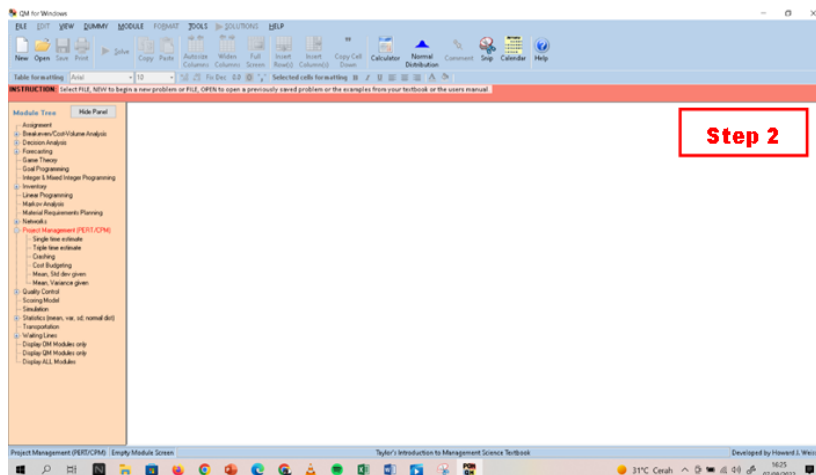 QM for Windows
FILE EDIT VIEW DUMMY MODULE FORMAT TOOLS SOLUTIONS HELP
New Open Save Print Solve Copy Paste Autosize Columns Widen Columns Full Screen Insert Row(s) Insert Column(s) Copy Cell Down Calculator Normal Distribution Comment Snip Calendar Help
Table formatting Arial 10 Fix Dec 0.0 Selected cells formatting B I U A
INSTRUCTION: Select FILE, NEW to begin a new problem or FILE, OPEN to open a previously saved problem or the examples from your textbook or the users manual.
Module Tree Hide Panel
Step 2
Assignment
Breakeven/Cost-Volume Analysis
Decision Analysis
Forecasting
Game Theory
Goal Programming
Integer & Mixed Integer Programming
Inventory
Linear Programming
Markov Analysis
Material Requirements Planning
Networks
Project Management (PERT/CPM)
Single time estimate
Triple time estimate
Crashing
Cost Budgeting
Mean, Std dev given
Mean, Variance given
Quality Control
Scoring Model
Simulation
Statistics (mean, var, sd; normal dist)
Transportation
Waiting Lines
Display OM Modules only
Display QM Modules only
Display ALL Modules
Project Management (PERT/CPM) Empty Module Screen Taylor's Introduction to Management Science Textbook Developed by Howard J. Weiss
31°C Cerah 16:25